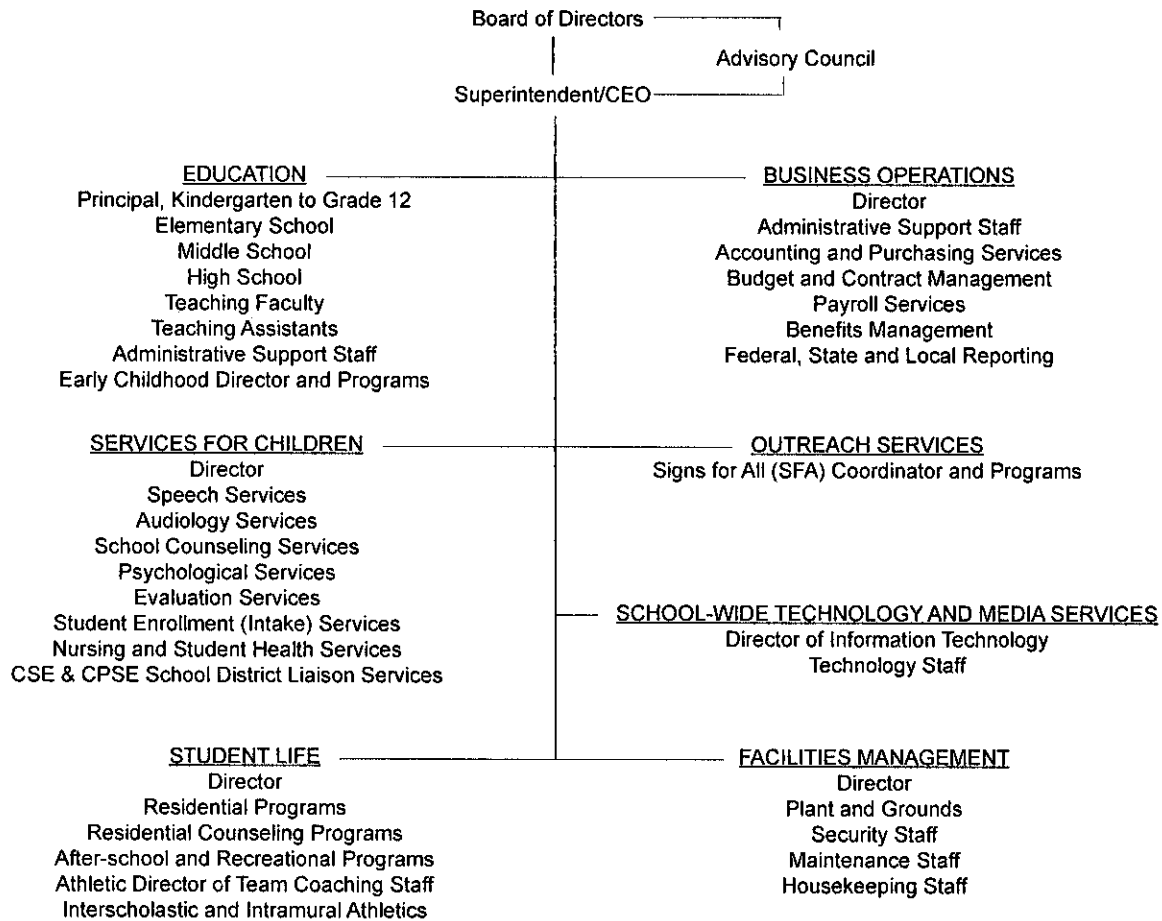 Board of Directors
Advisory Council
Superintendent/CEO
EDUCATION
Principal, Kindergarten to Grade 12
Elementary School
Middle School
High School
Teaching Faculty
Teaching Assistants
Administrative Support Staff
Early Childhood Director and Programs
BUSINESS OPERATIONS
Director
Administrative Support Staff
Accounting and Purchasing Services
Budget and Contract Management
Payroll Services
Benefits Management
Federal, State and Local Reporting
SERVICES FOR CHILDREN
Director
Speech Services
Audiology Services
School Counseling Services
Psychological Services
Evaluation Services
Student Enrollment (Intake) Services
Nursing and Student Health Services
CSE & CPSE School District Liaison Services
OUTREACH SERVICES
Signs for All (SFA) Coordinator and Programs
SCHOOL-WIDE TECHNOLOGY AND MEDIA SERVICES
Director of Information Technology
Technology Staff
STUDENT LIFE
Director
Residential Programs
Residential Counseling Programs
After-school and Recreational Programs
Athletic Director of Team Coaching Staff
Interscholastic and Intramural Athletics
FACILITIES MANAGEMENT
Director
Plant and Grounds
Security Staff
Maintenance Staff
Housekeeping Staff